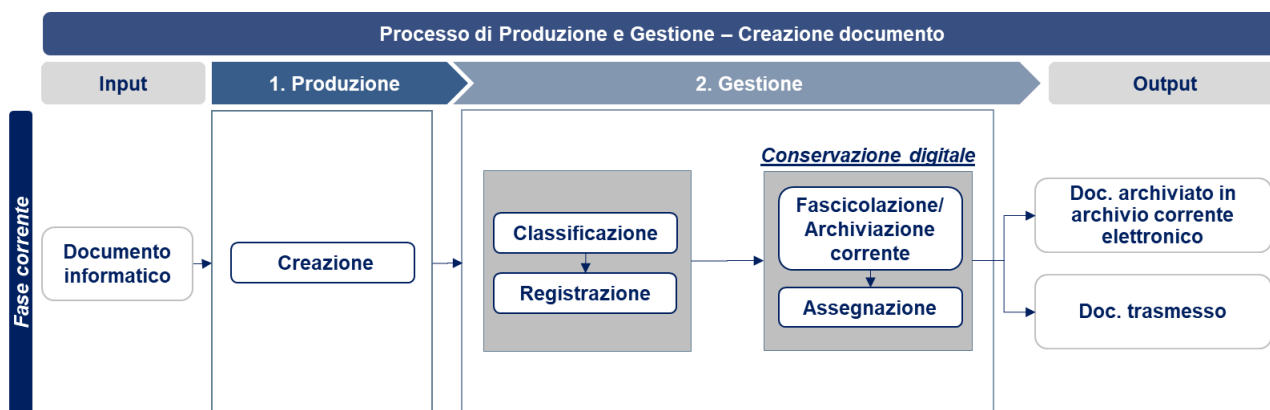 Processo di Produzione e Gestione – Creazione documento
Input
1. Produzione
2. Gestione
Output
Fase corrente
Documento
informatico
Creazione
Classificazione
Registrazione
Conservazione digitale
Fascicolazione/
Archiviazione
corrente
Assegnazione
Doc. archiviato in
archivio corrente
elettronico
Doc. trasmesso